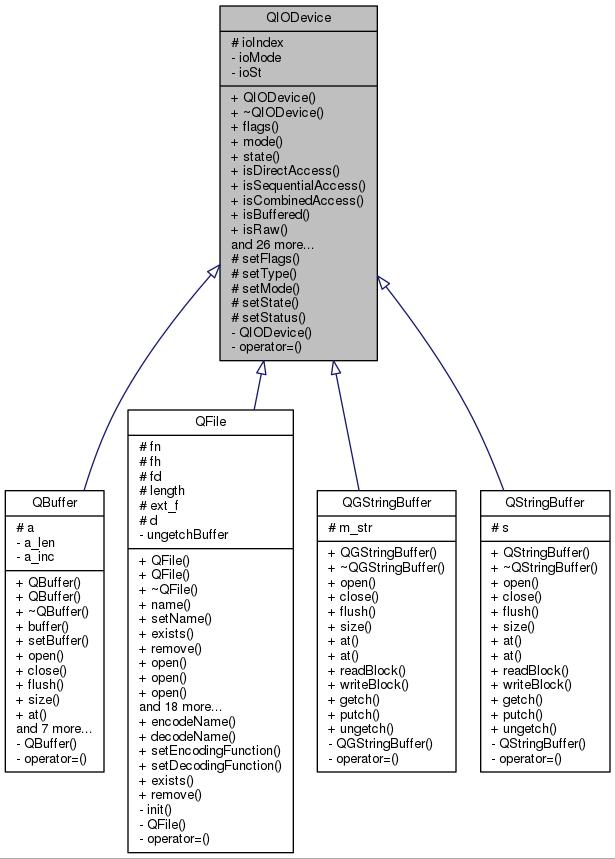 QIODevice
# ioIndex
- ioMode
- ioSt
+ QIODevice()
+ ~QIODevice()
+ flags()
+ mode()
+ state()
+ isDirectAccess()
+ isSequentialAccess()
+ isCombinedAccess()
+ isBuffered()
+ isRaw()
and 26 more...
# setFlags()
# setType()
# setMode()
# setState()
# setStatus()
- QIODevice()
- operator=()
QBuffer
# a
- a_len
- a_inc
+ QBuffer()
+ QBuffer()
+ ~QBuffer()
+ buffer()
+ setBuffer()
+ open()
+ close()
+ flush()
+ size()
+ at()
and 7 more...
- QBuffer()
- operator=()
QFile
# fn
# fh
# fd
# length
# ext_f
# d
- ungetchBuffer
+ QFile()
+ QFile()
+ ~QFile()
+ name()
+ setName()
+ exists()
+ remove()
+ open()
+ open()
+ open()
and 18 more...
+ encodeName()
+ decodeName()
+ setEncodingFunction()
+ setDecodingFunction()
+ exists()
+ remove()
- init()
- QFile()
- operator=()
QGStringBuffer
# m_str
+ QGStringBuffer()
+ ~QGStringBuffer()
+ open()
+ close()
+ flush()
+ size()
+ at()
+ at()
+ readBlock()
+ writeBlock()
+ getch()
+ putch()
+ ungetch()
- QGStringBuffer()
- operator=()
QStringBuffer
# s
+ QStringBuffer()
+ ~QStringBuffer()
+ open()
+ close()
+ flush()
+ size()
+ at()
+ at()
+ readBlock()
+ writeBlock()
+ getch()
+ putch()
+ ungetch()
- QStringBuffer()
- operator=()